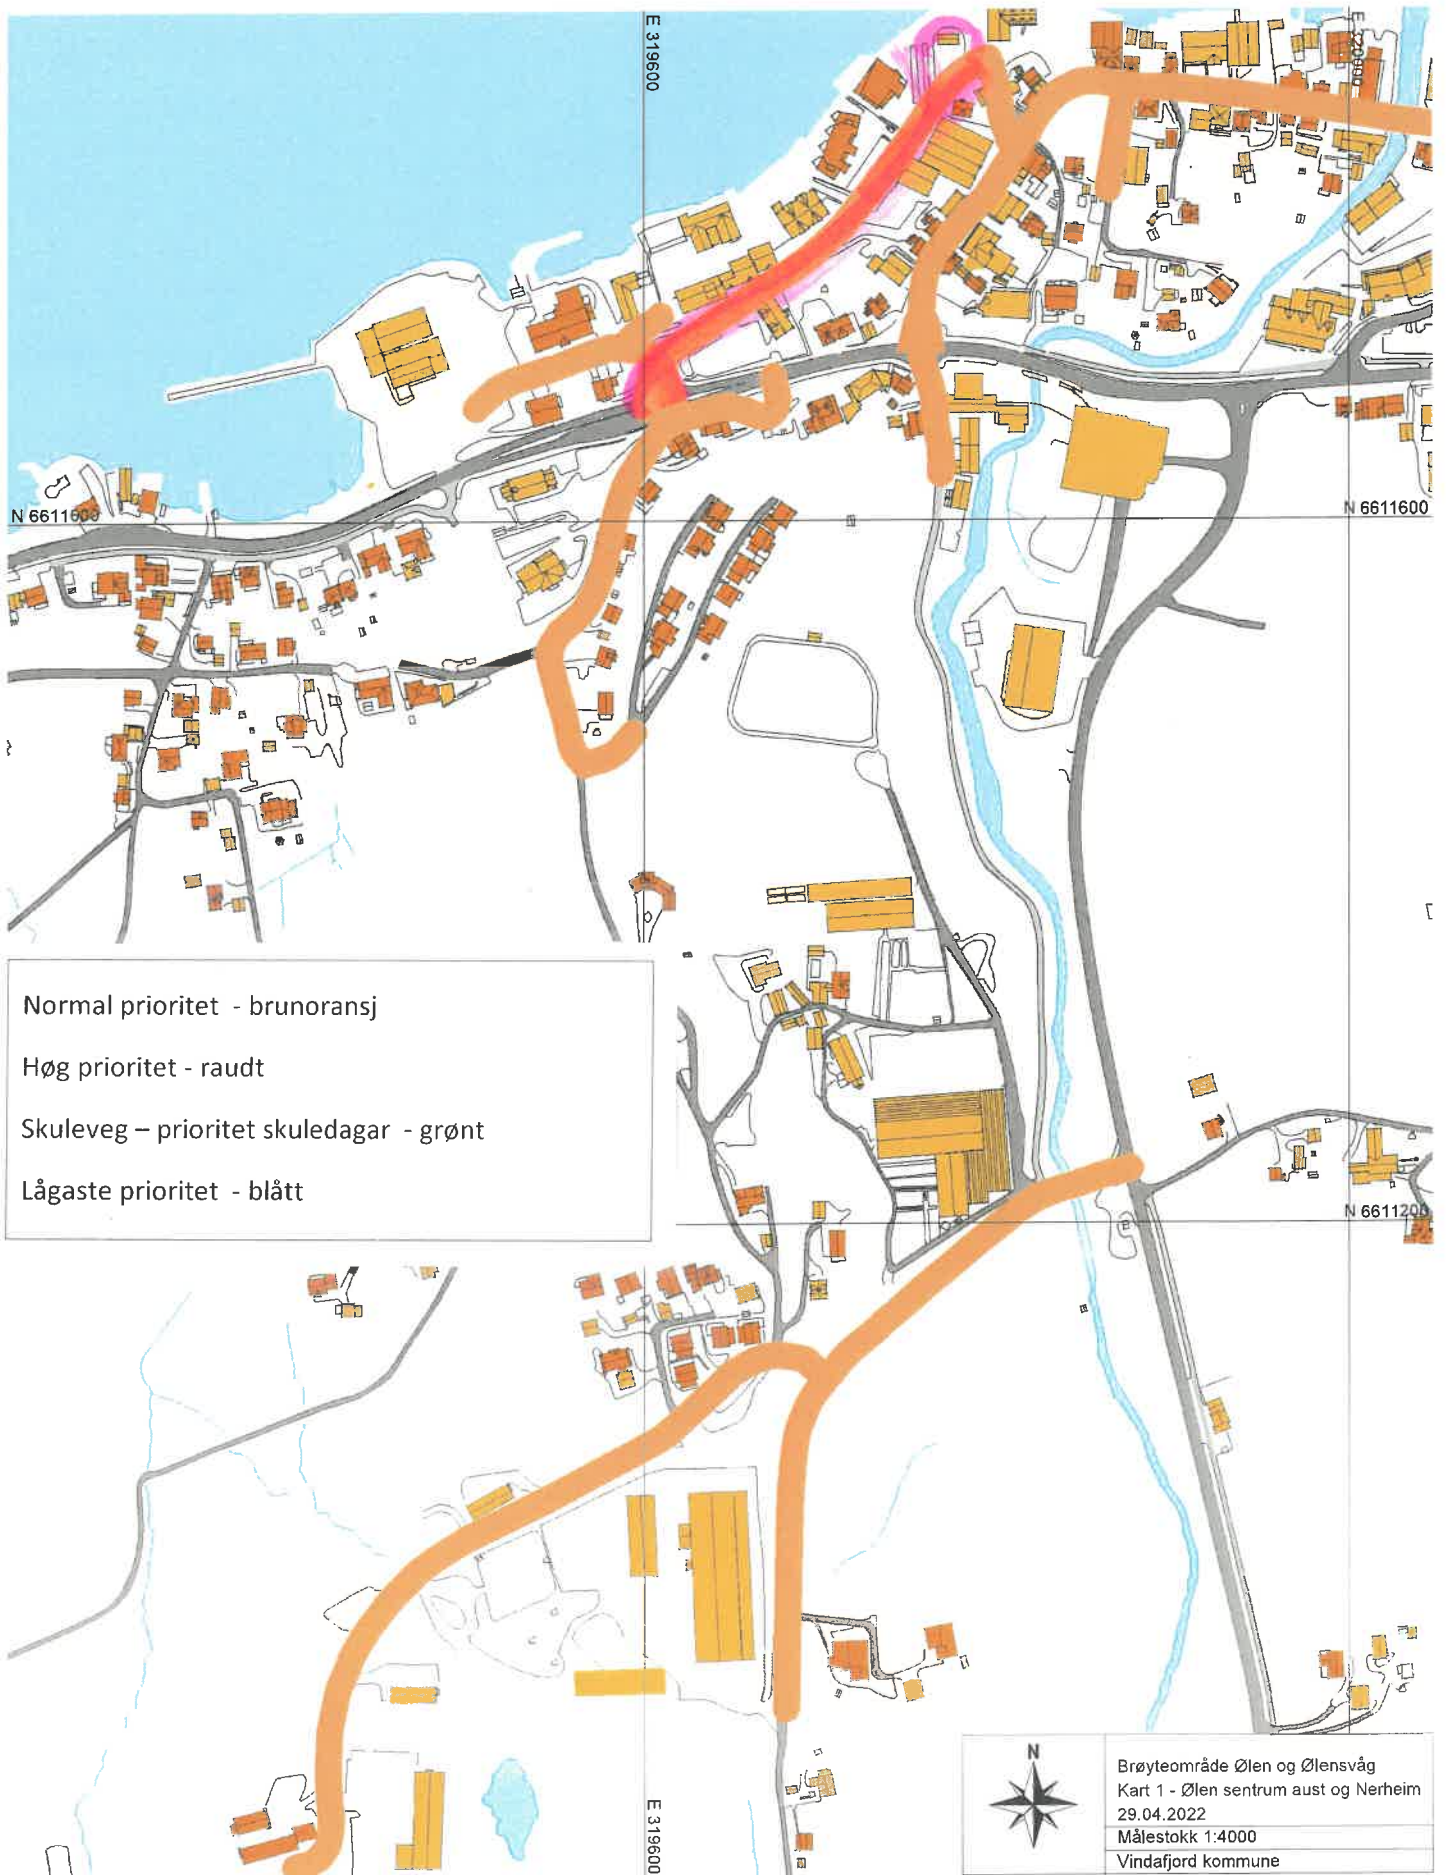 E 319600
E 320000
N 6611600
N 6611600
Normal prioritet - brunoransj
Høg prioritet - raudt
Skuleveg – prioritet skuledagar - grønt
Lågaste prioritet - blått
N 6611200
E 319600
N
Brøyteområde Ølen og Ølensvåg
Kart 1 - Ølen sentrum aust og Nerheim
29.04.2022
Målestokk 1:4000
Vindafjord kommune